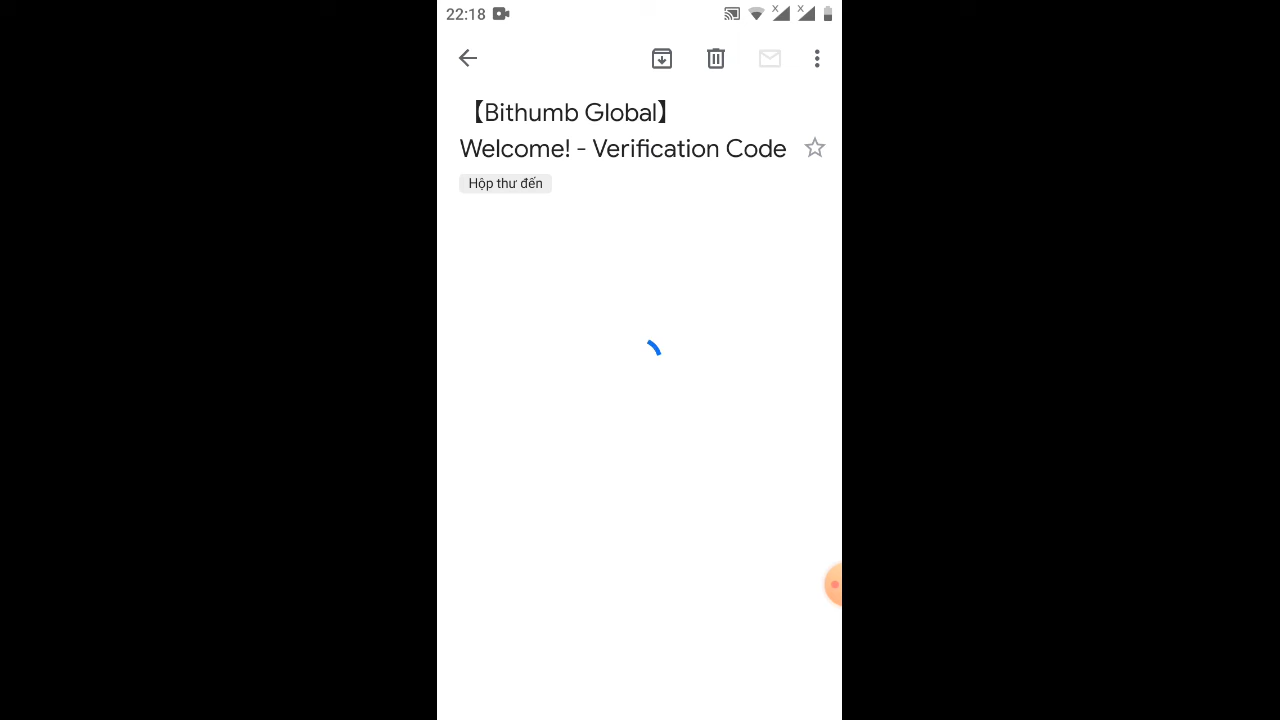 22:18
【Bithumb Global】
Welcome! - Verification Code
Hộp thư đến